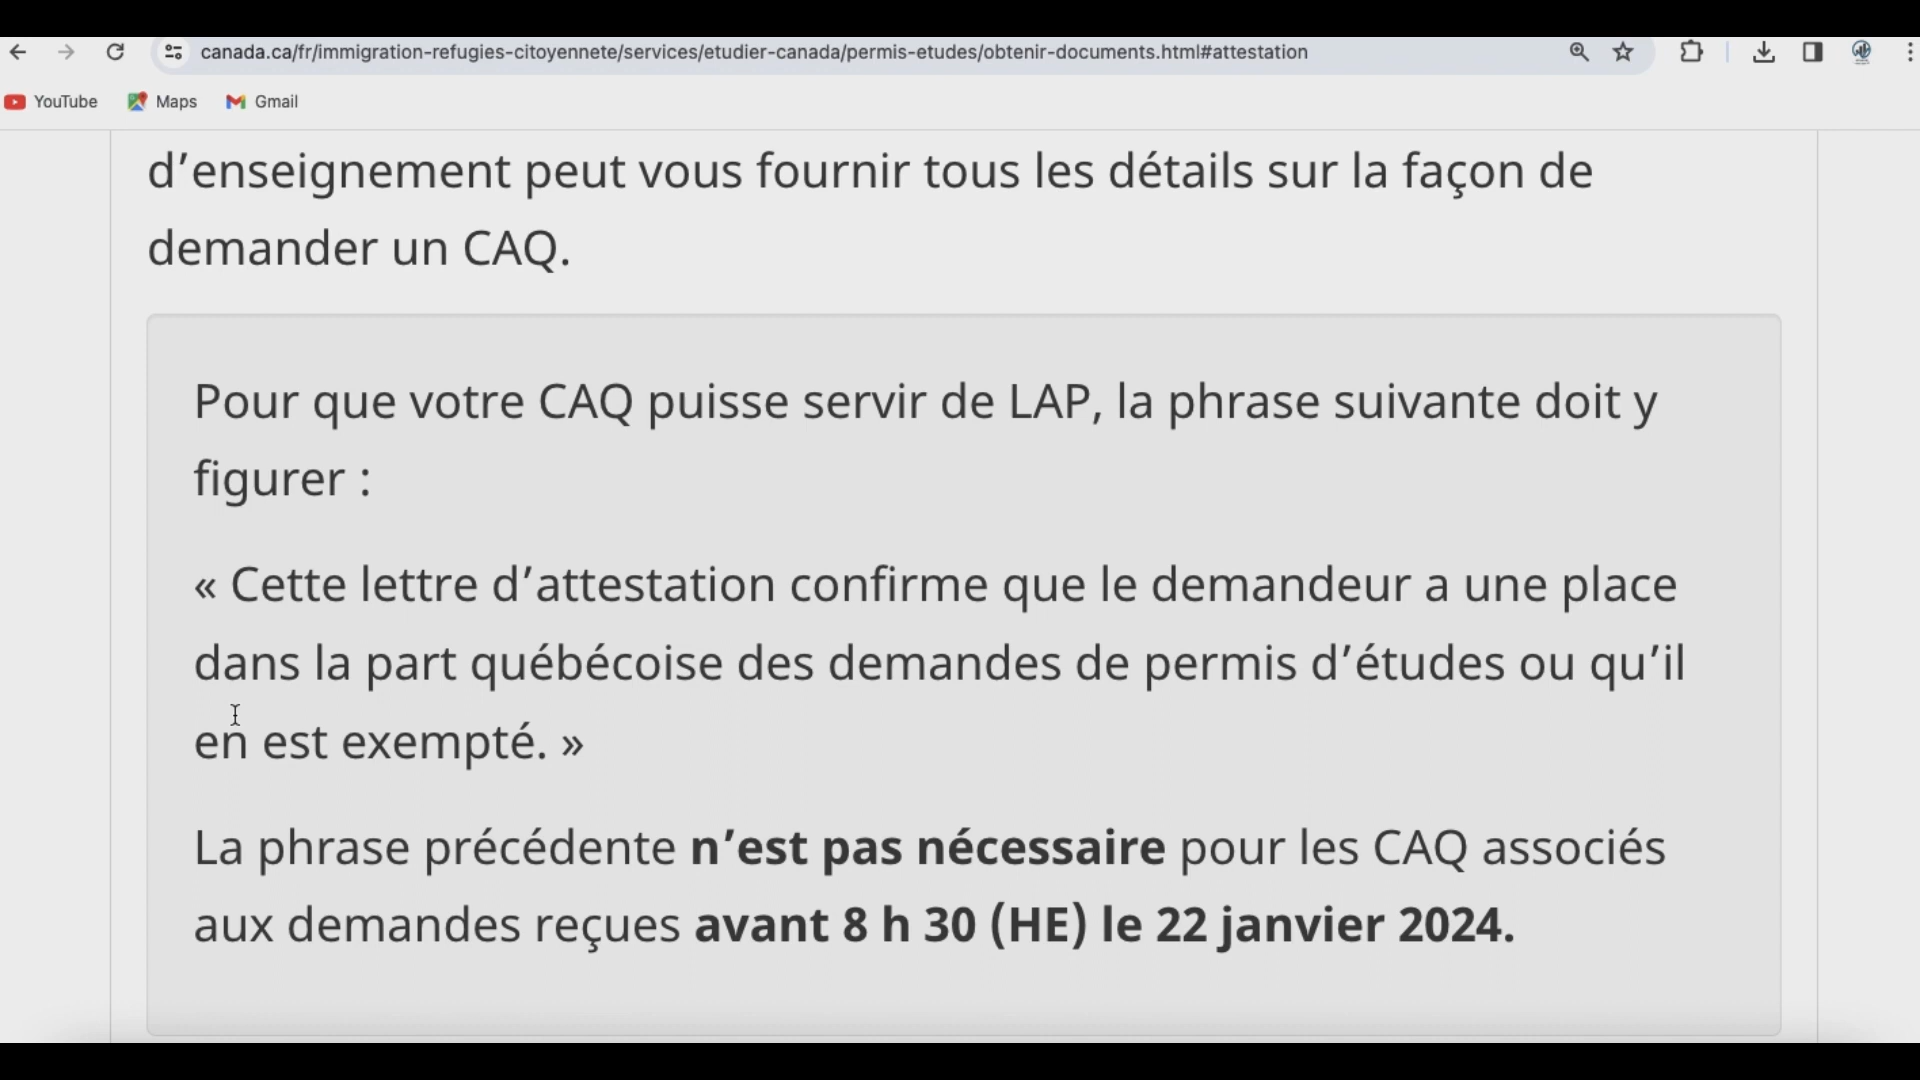 canada.ca/fr/immigration-refugies-citoyennete/services/etudier-canada/permis-etudes/obtenir-documents.html#attestation
YouTube Maps Gmail
d’enseignement peut vous fournir tous les détails sur la façon de
demander un CAQ.
Pour que votre CAQ puisse servir de LAP, la phrase suivante doit y
figurer :
« Cette lettre d’attestation confirme que le demandeur a une place
dans la part québécoise des demandes de permis d’études ou qu’il
en est exempté. »
La phrase précédente n’est pas nécessaire pour les CAQ associés
aux demandes reçues avant 8 h 30 (HE) le 22 janvier 2024.